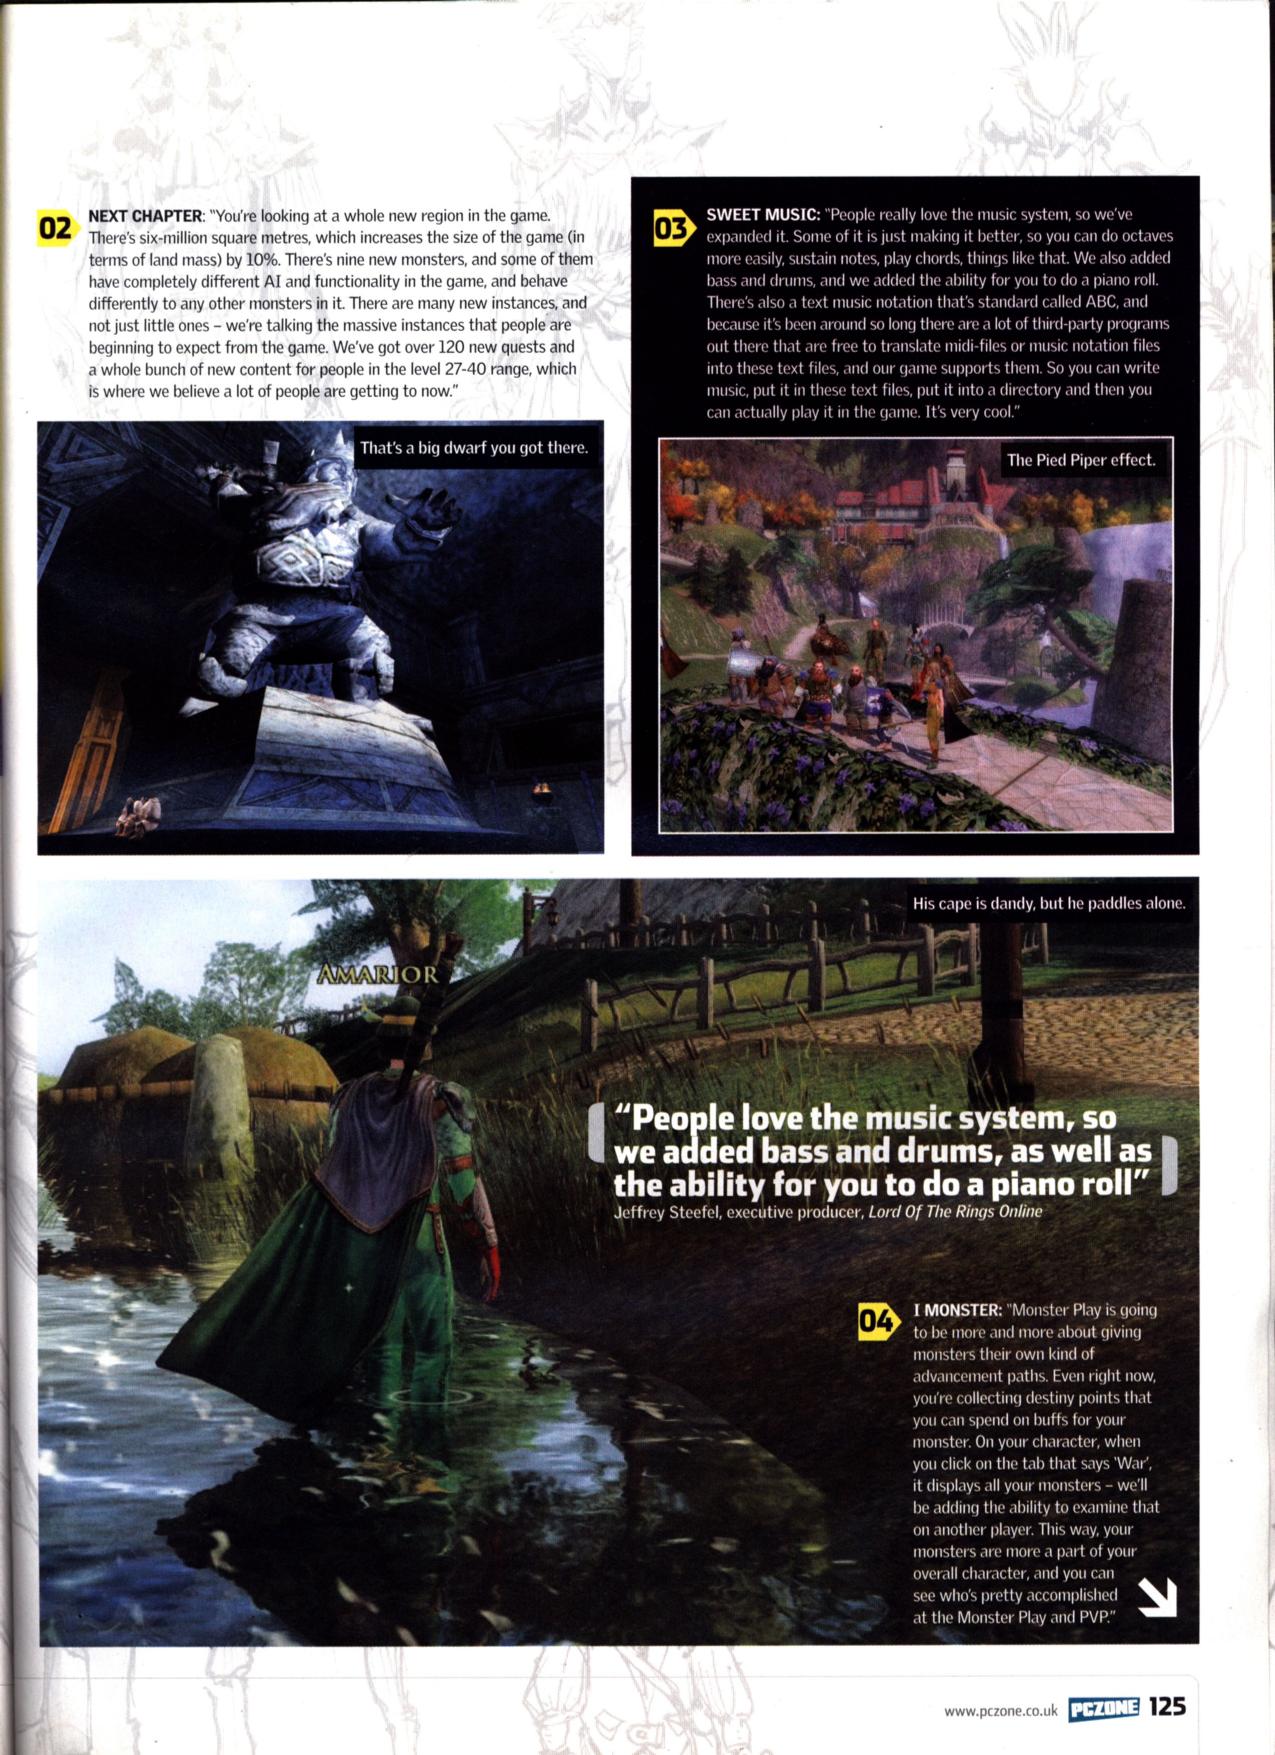 02
NEXT CHAPTER: "You're looking at a whole new region in the game.
There's six-million square metres, which increases the size of the game (in
terms of land mass) by 10%. There's nine new monsters, and some of them
have completely different AI and functionality in the game, and behave
differently to any other monsters in it. There are many new instances, and
not just little ones – we're talking the massive instances that people are
beginning to expect from the game. We've got over 120 new quests and
a whole bunch of new content for people in the level 27-40 range, which
is where we believe a lot of people are getting to now."
That's a big dwarf you got there.
03
SWEET MUSIC: "People really love the music system, so we've
expanded it. Some of it is just making it better, so you can do octaves
more easily, sustain notes, play chords, things like that. We also added
bass and drums, and we added the ability for you to do a piano roll.
There's also a text music notation that's standard called ABC, and
because it's been around so long there are a lot of third-party programs
out there that are free to translate midi-files or music notation files
into these text files, and our game supports them. So you can write
music, put it in these text files, put it into a directory and then you
can actually play it in the game. It's very cool."
The Pied Piper effect.
His cape is dandy, but he paddles alone.
AMARIOR
"People love the music system, so
we added bass and drums, as well as
the ability for you to do a piano roll"
Jeffrey Steefel, executive producer, Lord Of The Rings Online
04
I MONSTER: "Monster Play is going
to be more and more about giving
monsters their own kind of
advancement paths. Even right now,
you're collecting destiny points that
you can spend on buffs for your
monster. On your character, when
you click on the tab that says 'War',
it displays all your monsters – we'll
be adding the ability to examine that
on another player. This way, your
monsters are more a part of your
overall character, and you can
see who's pretty accomplished
at the Monster Play and PVP."
www.pczone.co.uk PCZONE 125